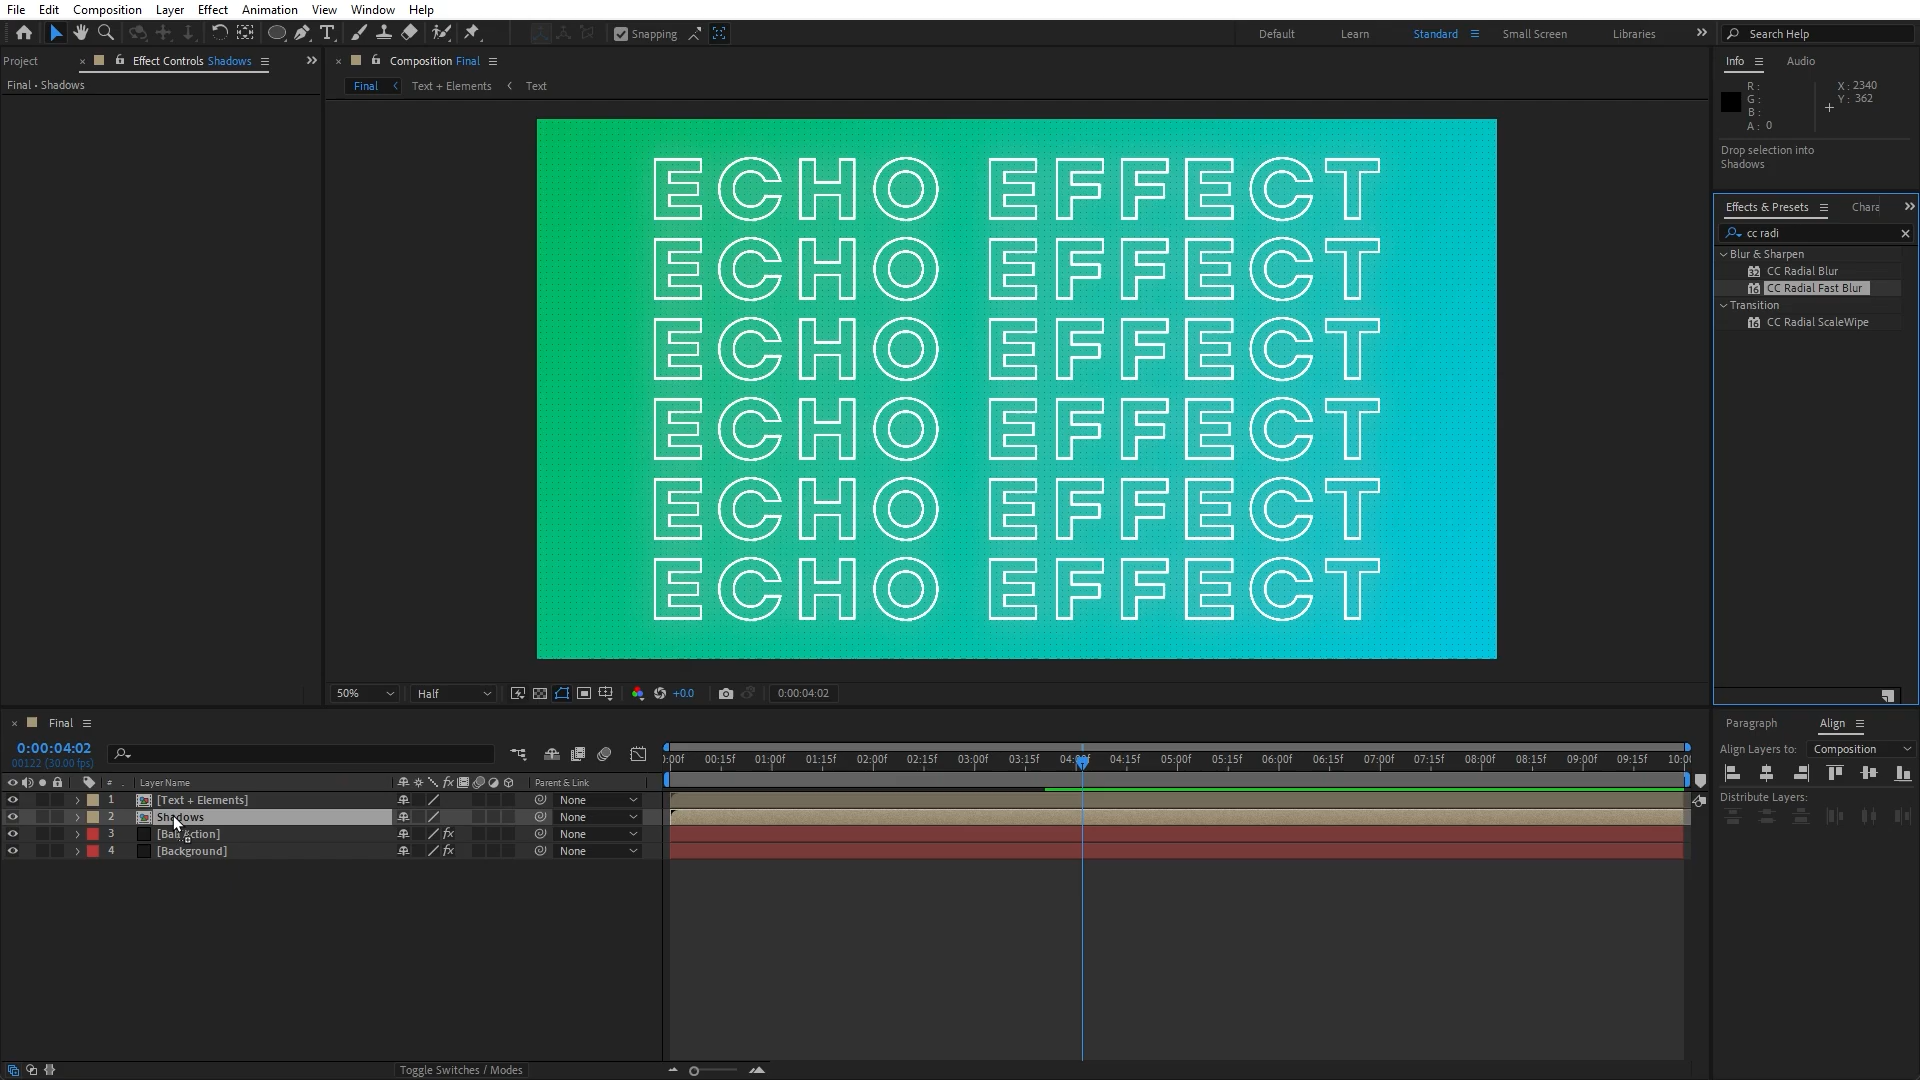 File Edit Composition Layer Effect Animation View Window Help
Snapping
Default Learn Standard Small Screen Libraries
Search Help
Project
Effect Controls Shadows
Final • Shadows
Composition Final
Final Text + Elements Text
ECHO EFFECT
ECHO EFFECT
ECHO EFFECT
ECHO EFFECT
ECHO EFFECT
ECHO EFFECT
50% Half +0.0 0:00:04:02
Info Audio
R : X : 2340
G : Y : 362
B :
A : 0
Drop selection into
Shadows
Effects & Presets Chara
cc radi
Blur & Sharpen
CC Radial Blur
CC Radial Fast Blur
Transition
CC Radial ScaleWipe
Final
0:00:04:02
00122 (30.00 fps)
# Layer Name Parent & Link
1 [Text + Elements] None
2 Shadows None
3 None
4 [Background] None
):00f 00:15f 01:00f 01:15f 02:00f 02:15f 03:00f 03:15f 04:15f 05:00f 05:15f 06:00f 06:15f 07:00f 07:15f 08:00f 08:15f 09:00f 09:15f
Toggle Switches / Modes
Paragraph Align
Align Layers to: Composition
Distribute Layers: